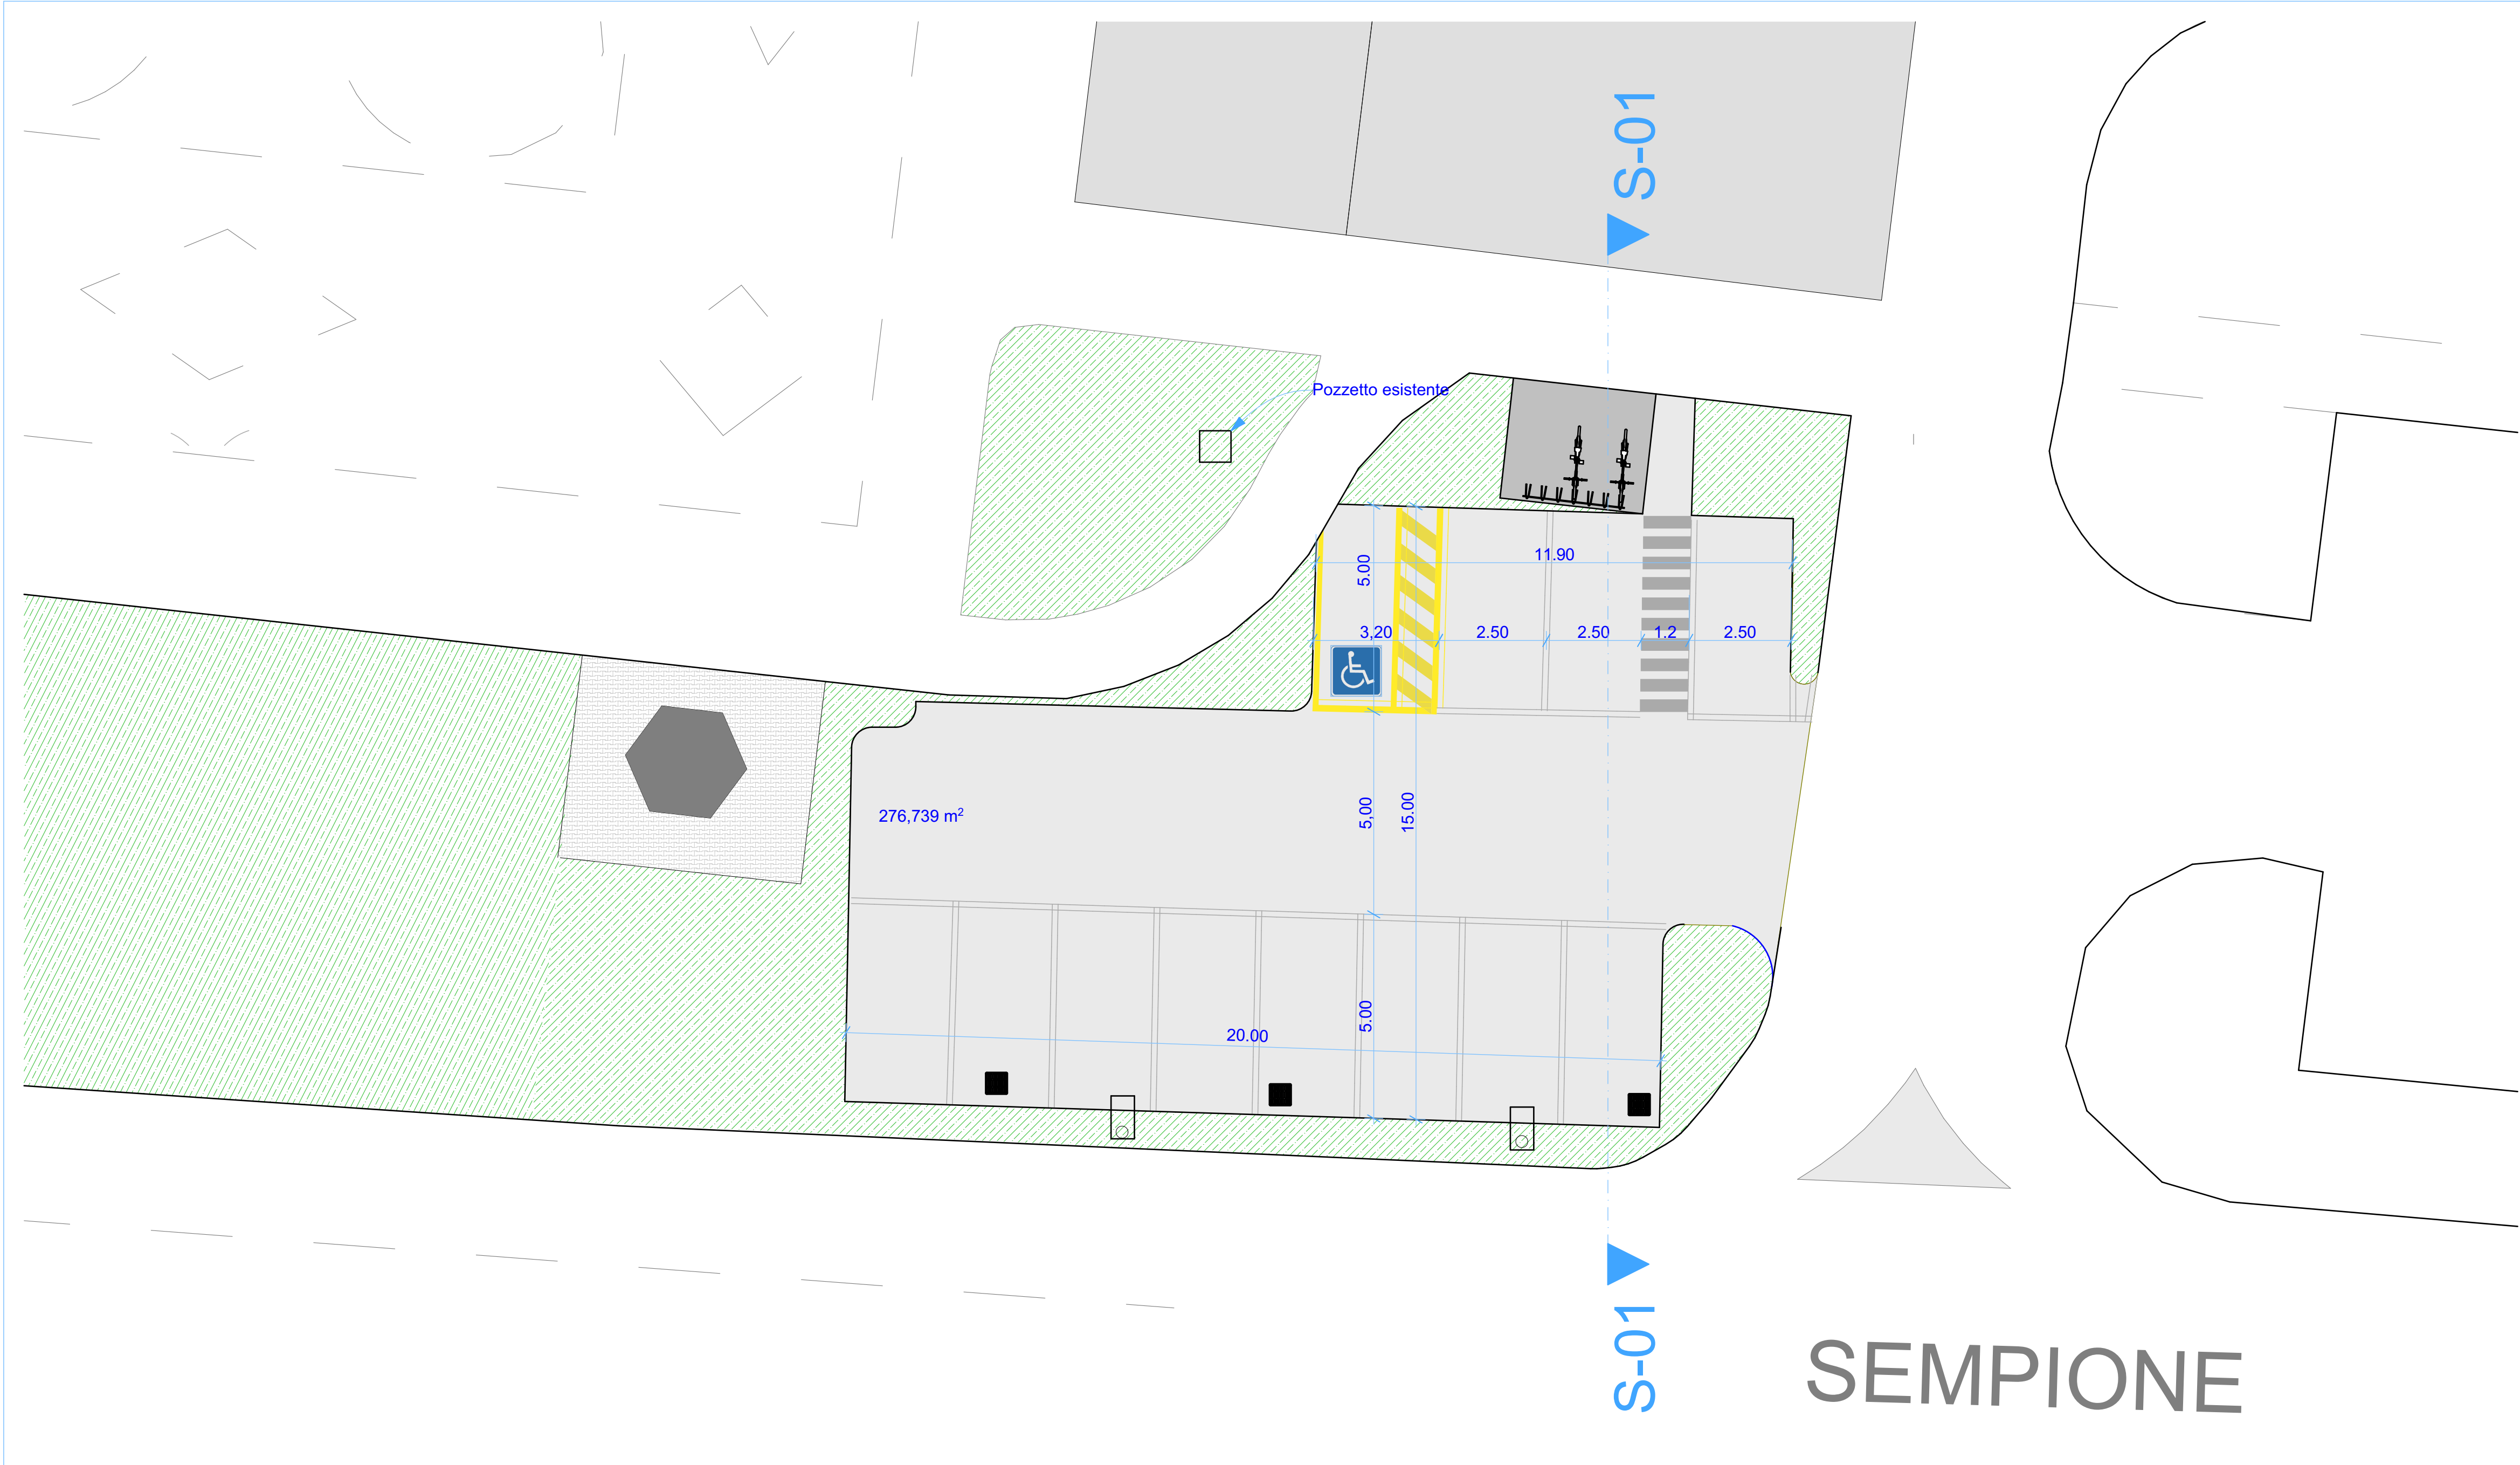 S-01
Pozzetto esistente
11.90
5.00
3,20
2.50
2.50
1.2
2.50
276,739 m²
5,00
15.00
5.00
20.00
S-01
SEMPIONE